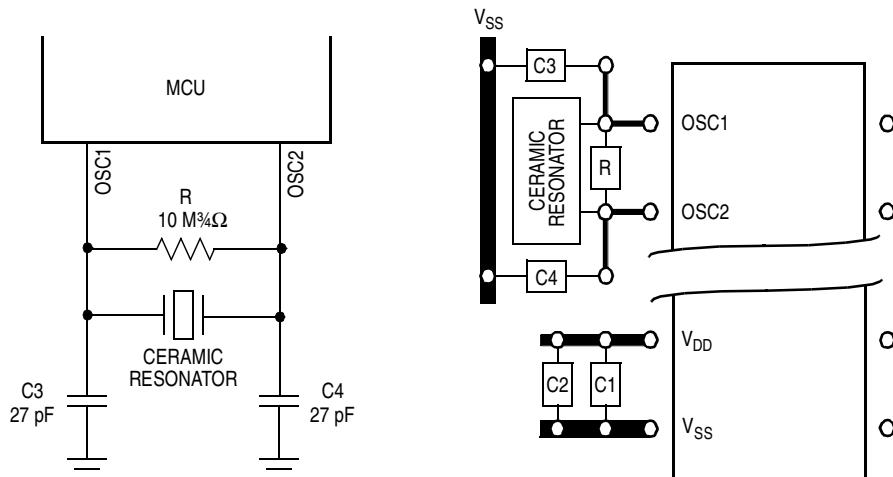 MCU
OSC1
OSC2
R
10 M¾Ω
CERAMIC
RESONATOR
C3
27 pF
C4
27 pF
VSS
C3
CERAMIC
RESONATOR
R
C4
OSC1
OSC2
C2
C1
VDD
VSS